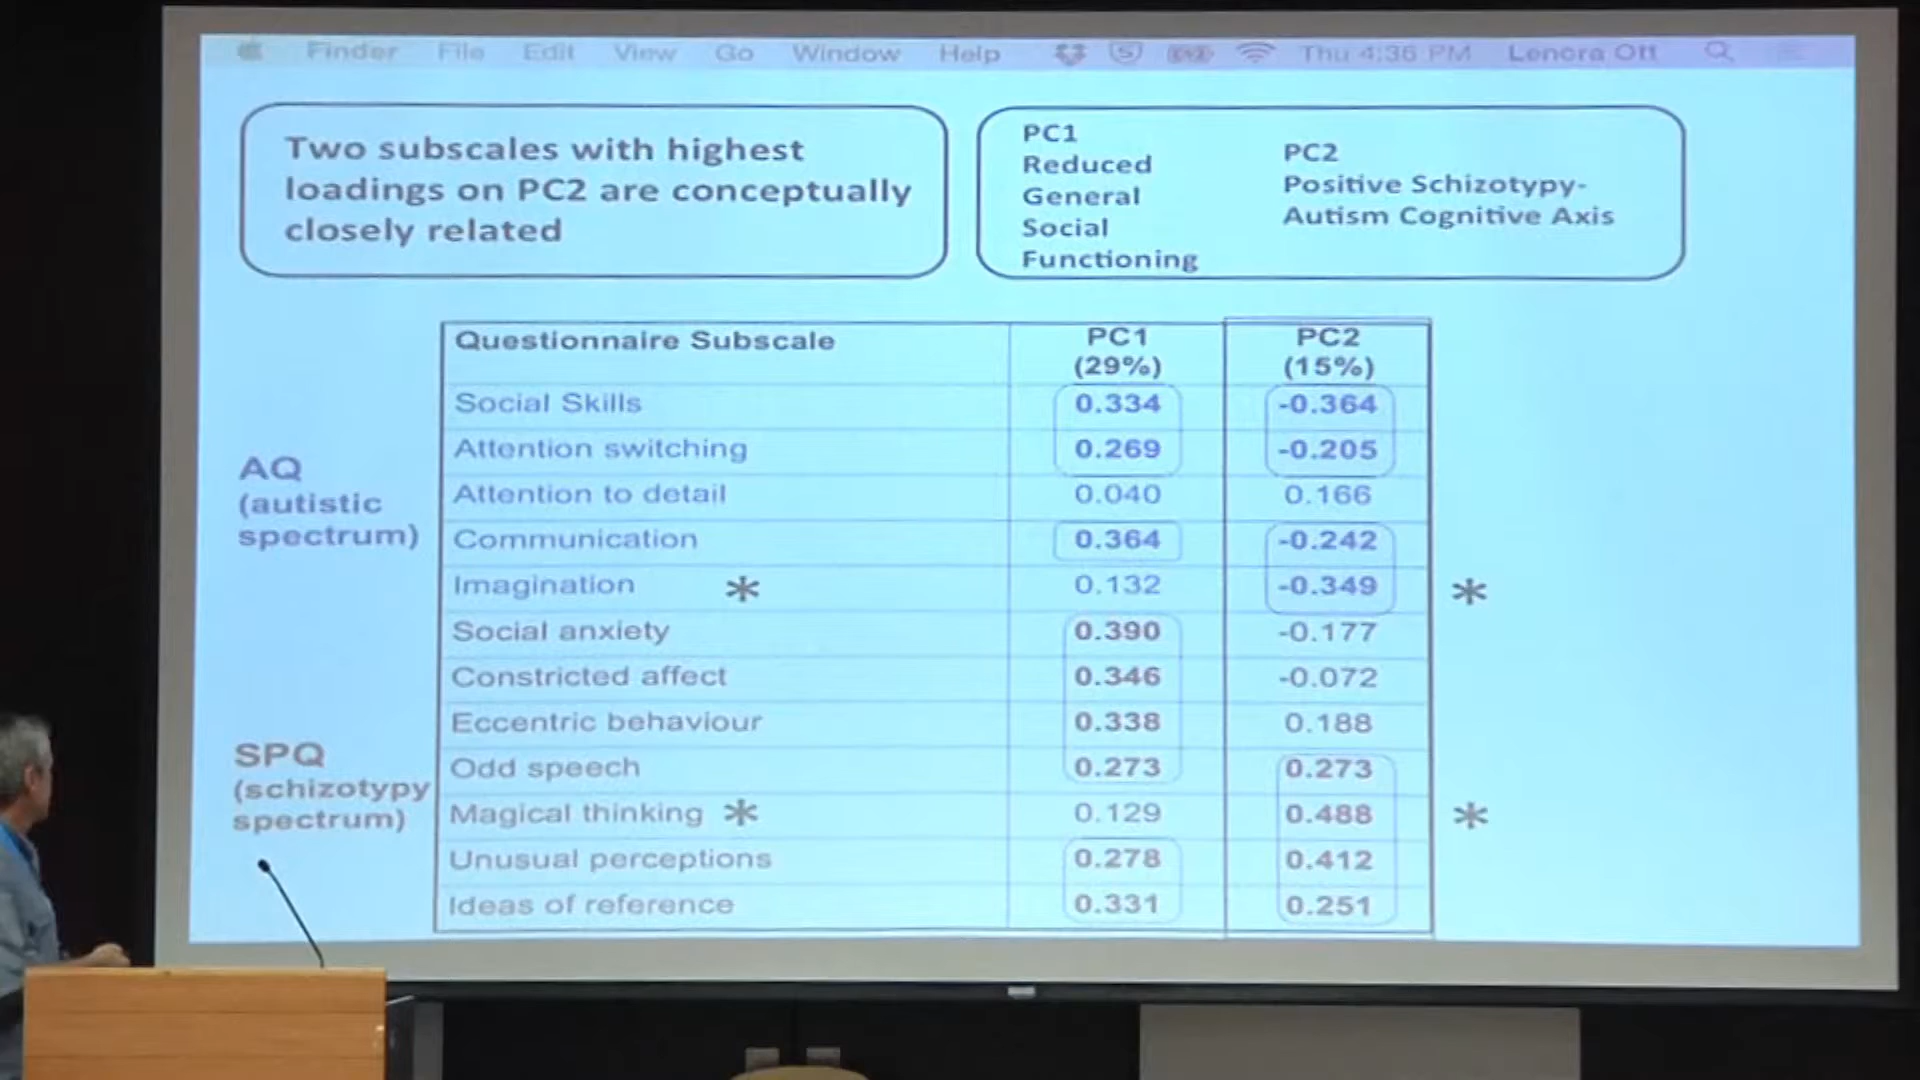 Finder File Edit View Go Window Help Thu 4:36 PM Lenora Ott
Two subscales with highest
loadings on PC2 are conceptually
closely related
PC1
Reduced
General
Social
Functioning
PC2
Positive Schizotypy-
Autism Cognitive Axis
Questionnaire Subscale PC1 (29%) PC2 (15%)
AQ
(autistic
spectrum)
Social Skills 0.334 -0.364
Attention switching 0.269 -0.205
Attention to detail 0.040 0.166
Communication 0.364 -0.242
Imagination * 0.132 -0.349 *
SPQ
(schizotypy
spectrum)
Social anxiety 0.390 -0.177
Constricted affect 0.346 -0.072
Eccentric behaviour 0.338 0.188
Odd speech 0.273 0.273
Magical thinking * 0.129 0.488 *
Unusual perceptions 0.278 0.412
Ideas of reference 0.331 0.251